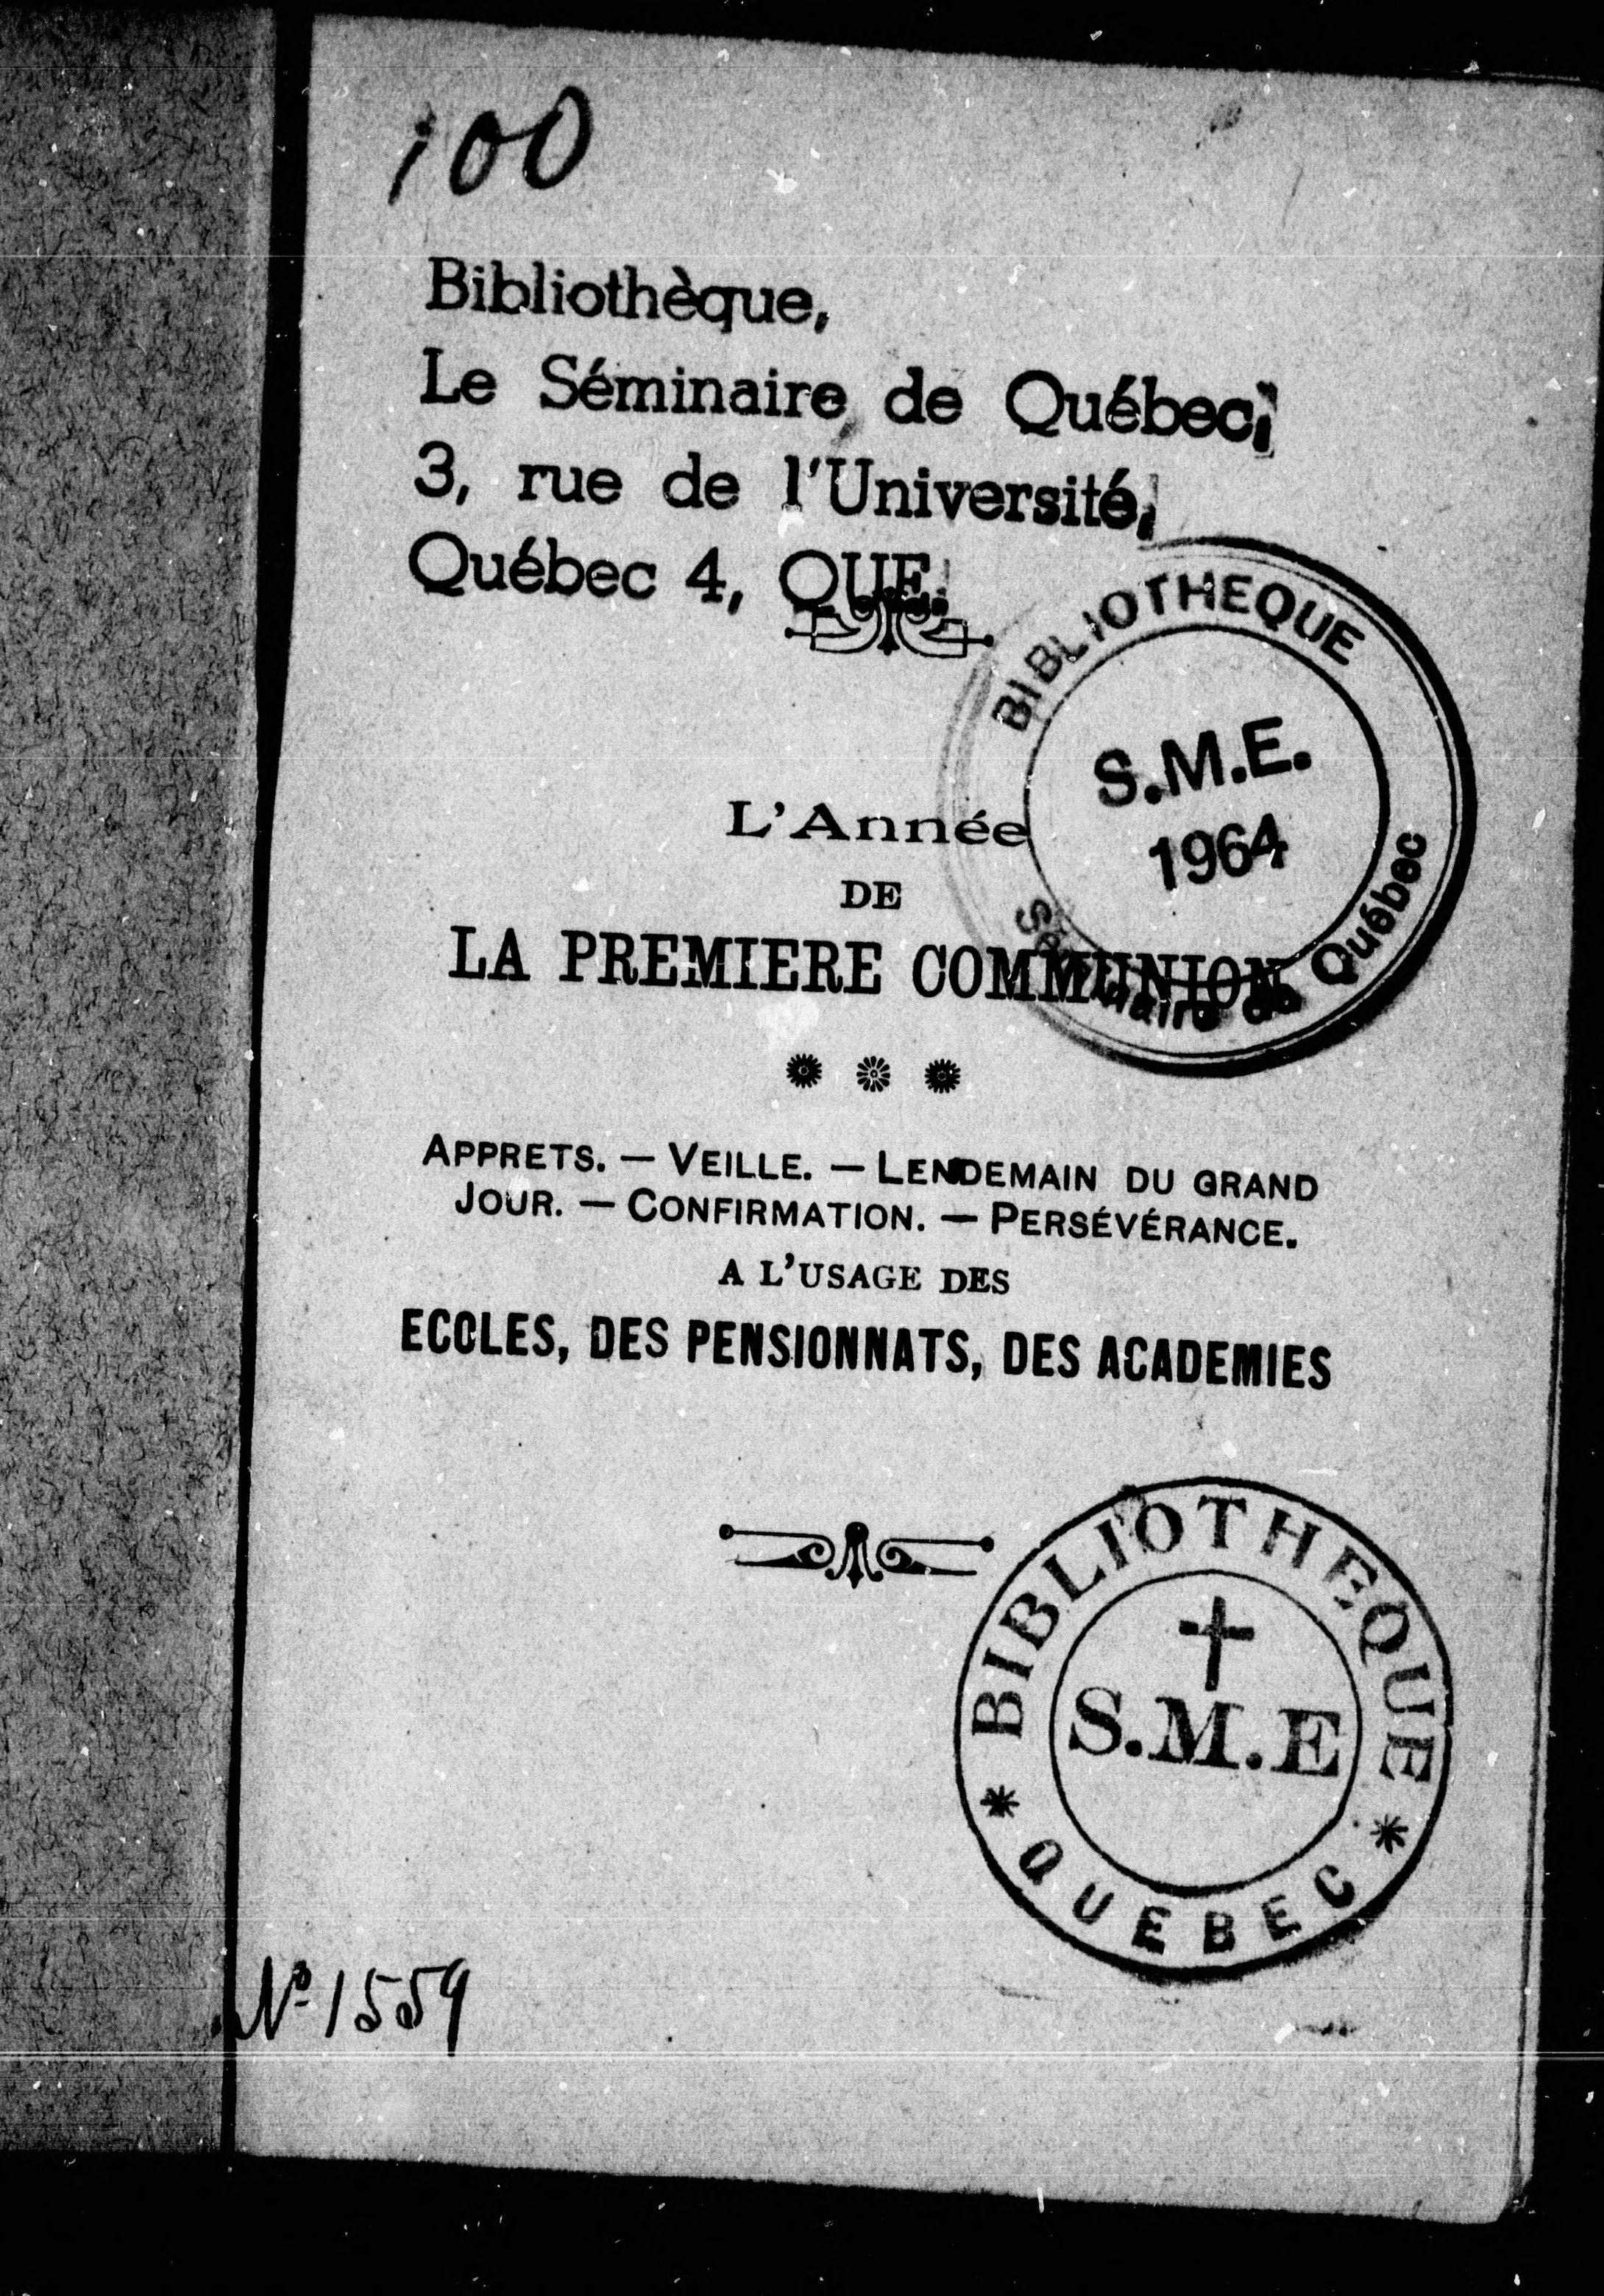 100
Bibliothèque,
Le Séminaire de Québec,
3, rue de l'Université,
Québec 4, QUE.
BIBLIOTHEQUE
S.M.E.
1964
Séminaire de Québec
L'Année
DE
LA PREMIERE COMMUNION
APPRETS. — VEILLE. — LENDEMAIN DU GRAND
JOUR. — CONFIRMATION. — PERSÉVÉRANCE.
A L'USAGE DES
ECOLES, DES PENSIONNATS, DES ACADEMIES
BIBLIOTHEQUE
S.M.E
* QUEBEC *
Nº 1559